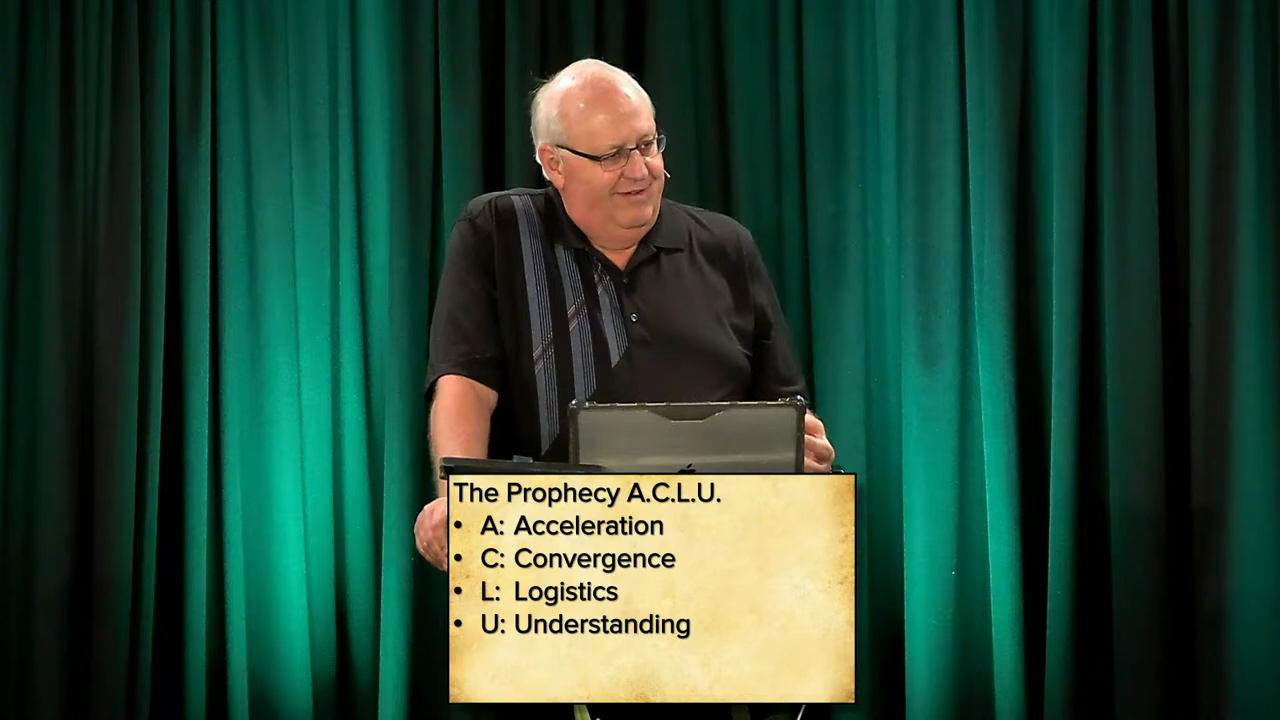 The Prophecy A.C.L.U.
• A: Acceleration
• C: Convergence
• L: Logistics
• U: Understanding